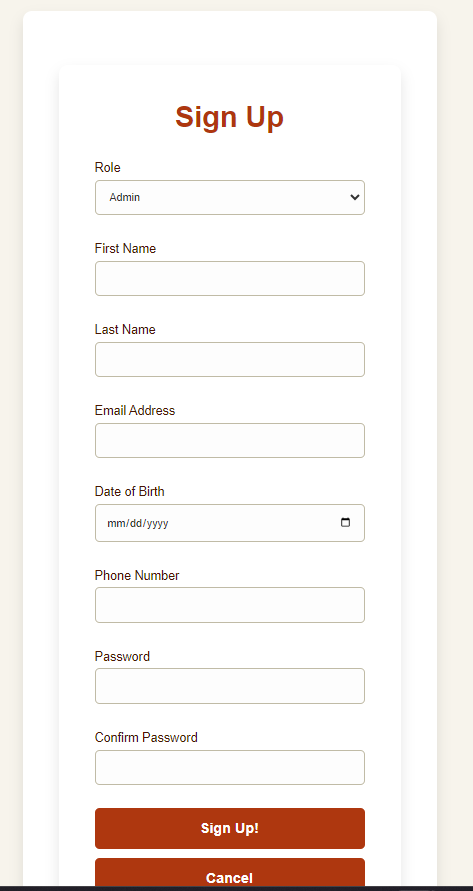 Sign Up
Role
Admin
First Name
Last Name
Email Address
Date of Birth
mm/dd/yyyy
Phone Number
Password
Confirm Password
Sign Up!
Cancel